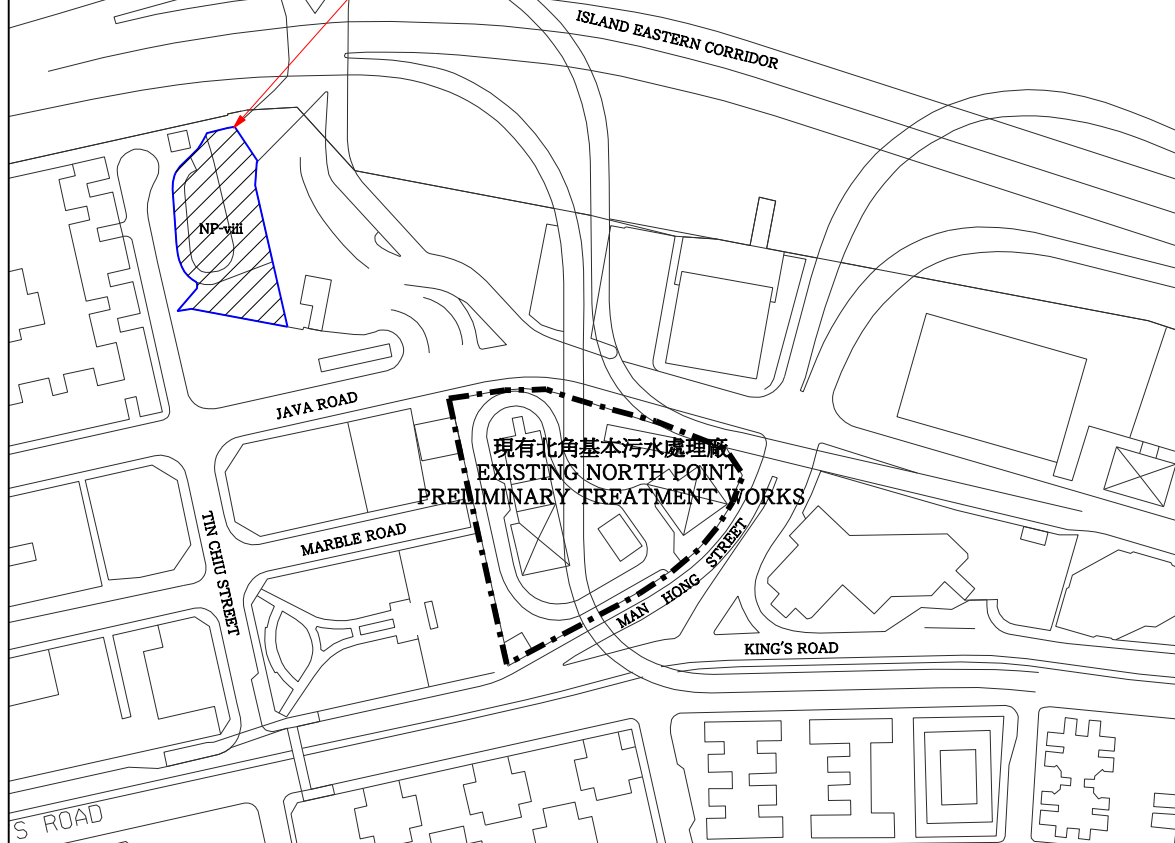 ISLAND EASTERN CORRIDOR
NP-viii
JAVA ROAD
現有北角基本污水處理廠
EXISTING NORTH POINT
PRELIMINARY TREATMENT WORKS
MARBLE ROAD
TIN CHIU STREET
MAN HONG STREET
KING'S ROAD
S ROAD